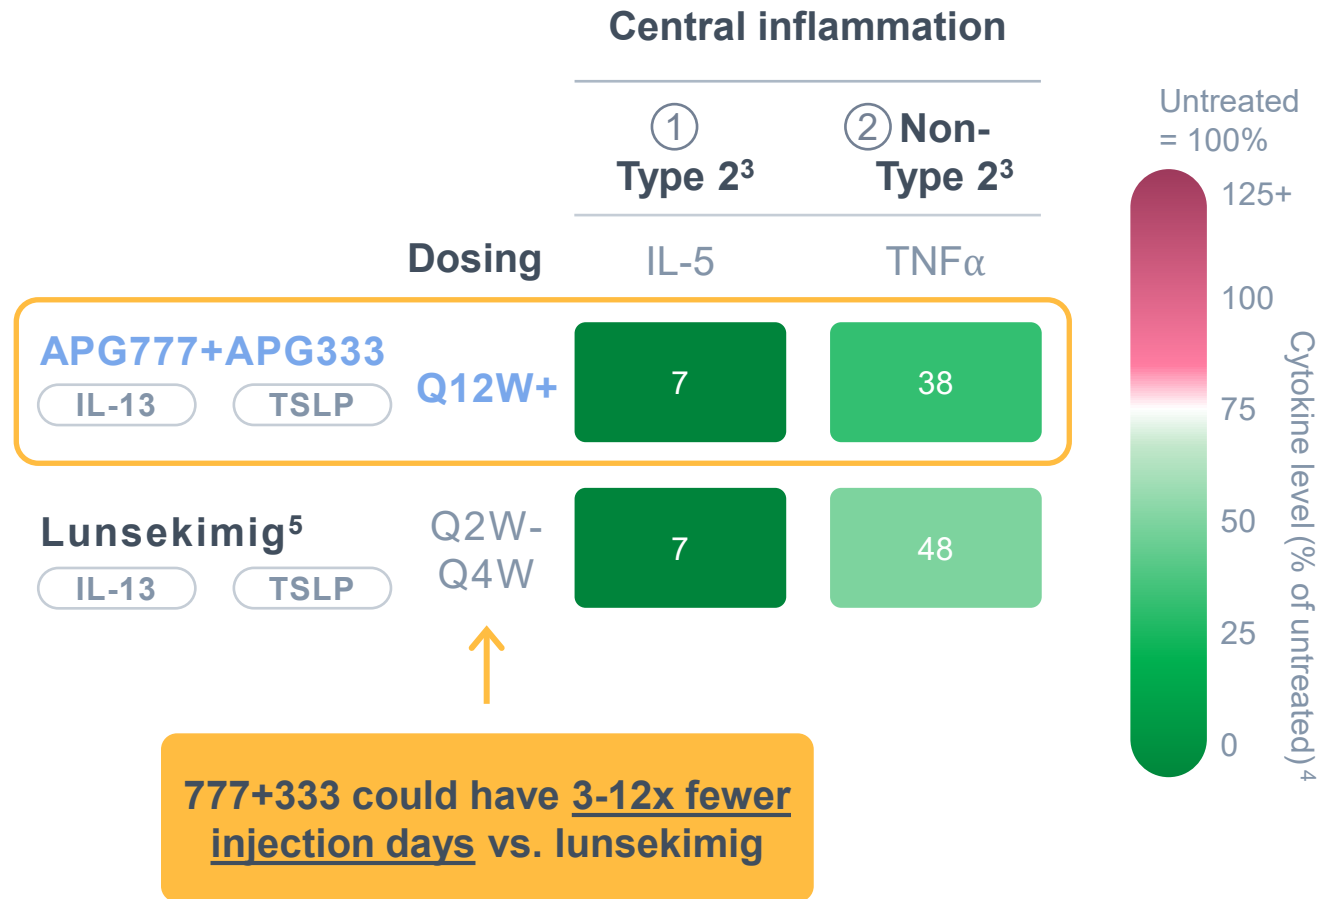 Central inflammation
① Non-
①
Type 2³
Type 2³
Dosing
IL-5
TNFα
APG777+APG333
IL-13
TSLP
Q12W+
7
38
Lunsekimig⁵
IL-13
TSLP
Q2W-
Q4W
7
48
777+333 could have 3-12x fewer
injection days vs. lunsekimig
Untreated
= 100%
125+
100
75
50
25
0
Cytokine level (% of untreated)⁴